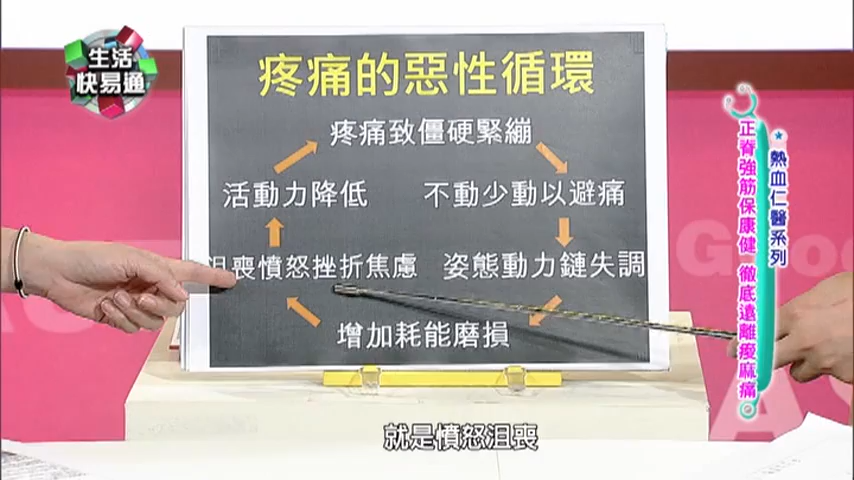 生活
快易通
疼痛的惡性循環
疼痛致僵硬緊繃
活動力降低
不動少動以避痛
沮喪憤怒挫折焦慮
姿態動力鏈失調
增加耗能磨損
熱血仁醫系列
正脊強筋保康健 徹底遠離痠麻痛
就是憤怒沮喪